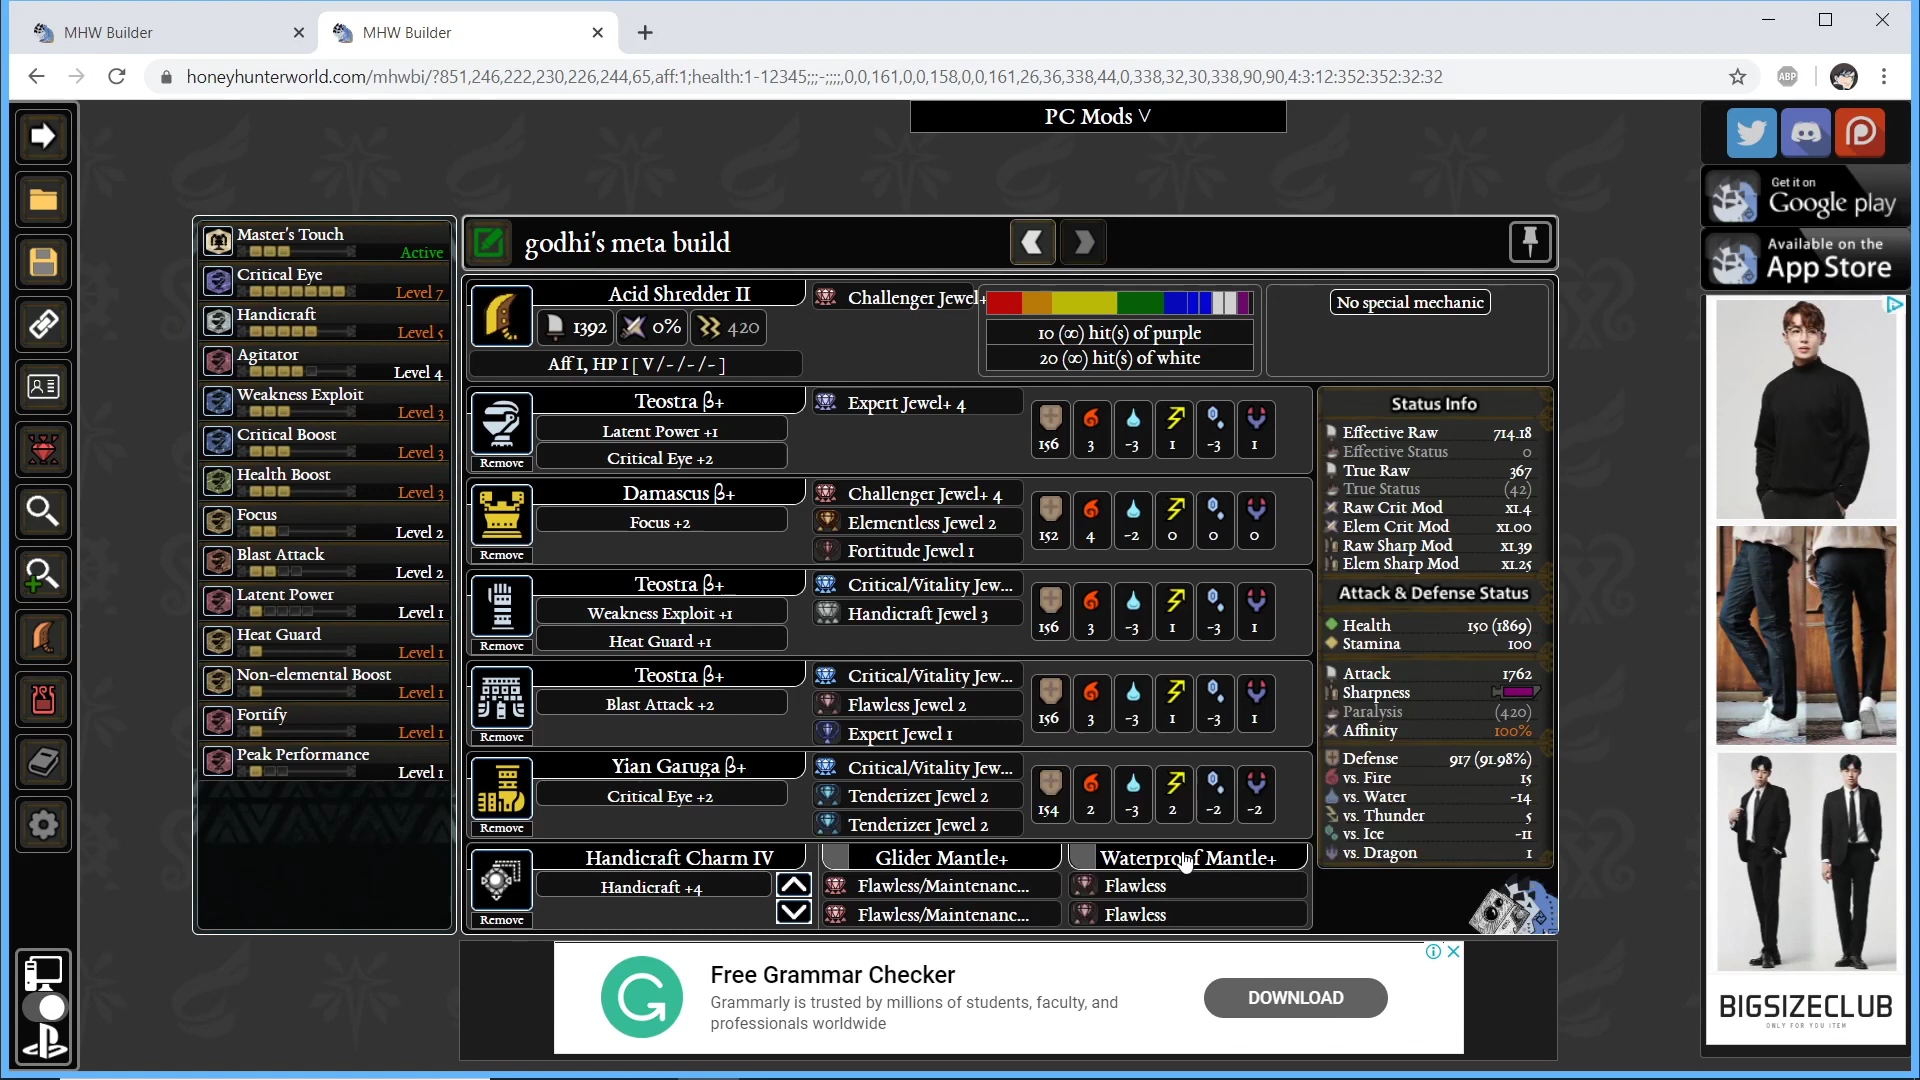 MHW Builder
MHW Builder
honeyhunterworld.com/mhwbi/?851,246,222,230,226,244,65,aff:1;health:1-12345;;;-;;;;,0,0,161,0,0,158,0,0,161,26,36,338,44,0,338,32,30,338,90,90,4:3:12:352:352:32:32
ABP
PC Mods V
Master's Touch
Active
Critical Eye
Level 7
Handicraft
Level 5
Agitator
Level 4
Weakness Exploit
Level 3
Critical Boost
Level 3
Health Boost
Level 3
Focus
Level 2
Blast Attack
Level 2
Latent Power
Level 1
Heat Guard
Level 1
Non-elemental Boost
Level 1
Fortify
Level 1
Peak Performance
Level 1
godhi's meta build
Acid Shredder II
1392 0% 420
Aff I, HP I [ V / - / - / - ]
Challenger Jewel+
10 (∞) hit(s) of purple
20 (∞) hit(s) of white
No special mechanic
Remove
Teostra β+
Latent Power +1
Critical Eye +2
Expert Jewel+ 4
156 3 -3 1 -3 1
Remove
Damascus β+
Focus +2
Challenger Jewel+ 4
Elementless Jewel 2
Fortitude Jewel 1
152 4 -2 0 0 0
Remove
Teostra β+
Weakness Exploit +1
Heat Guard +1
Critical/Vitality Jew...
Handicraft Jewel 3
156 3 -3 1 -3 1
Remove
Teostra β+
Blast Attack +2
Critical/Vitality Jew...
Flawless Jewel 2
Expert Jewel 1
156 3 -3 1 -3 1
Remove
Yian Garuga β+
Critical Eye +2
Critical/Vitality Jew...
Tenderizer Jewel 2
Tenderizer Jewel 2
154 2 -3 2 -2 -2
Remove
Handicraft Charm IV
Handicraft +4
Glider Mantle+
Flawless/Maintenanc...
Flawless/Maintenanc...
Waterproof Mantle+
Flawless
Flawless
Status Info
Effective Raw 714.18
Effective Status 0
True Raw 367
True Status (42)
Raw Crit Mod x1.4
Elem Crit Mod x1.00
Raw Sharp Mod x1.39
Elem Sharp Mod x1.25
Attack & Defense Status
Health 150 (1869)
Stamina 100
Attack 1762
Sharpness
Paralysis (420)
Affinity 100%
Defense 917 (91.98%)
vs. Fire 15
vs. Water -14
vs. Thunder 5
vs. Ice -11
vs. Dragon 1
Get it on
Google play
Available on the
App Store
BIGSIZECLUB
ONLY FOR YOU ITEM
G
Free Grammar Checker
Grammarly is trusted by millions of students, faculty, and
professionals worldwide
DOWNLOAD